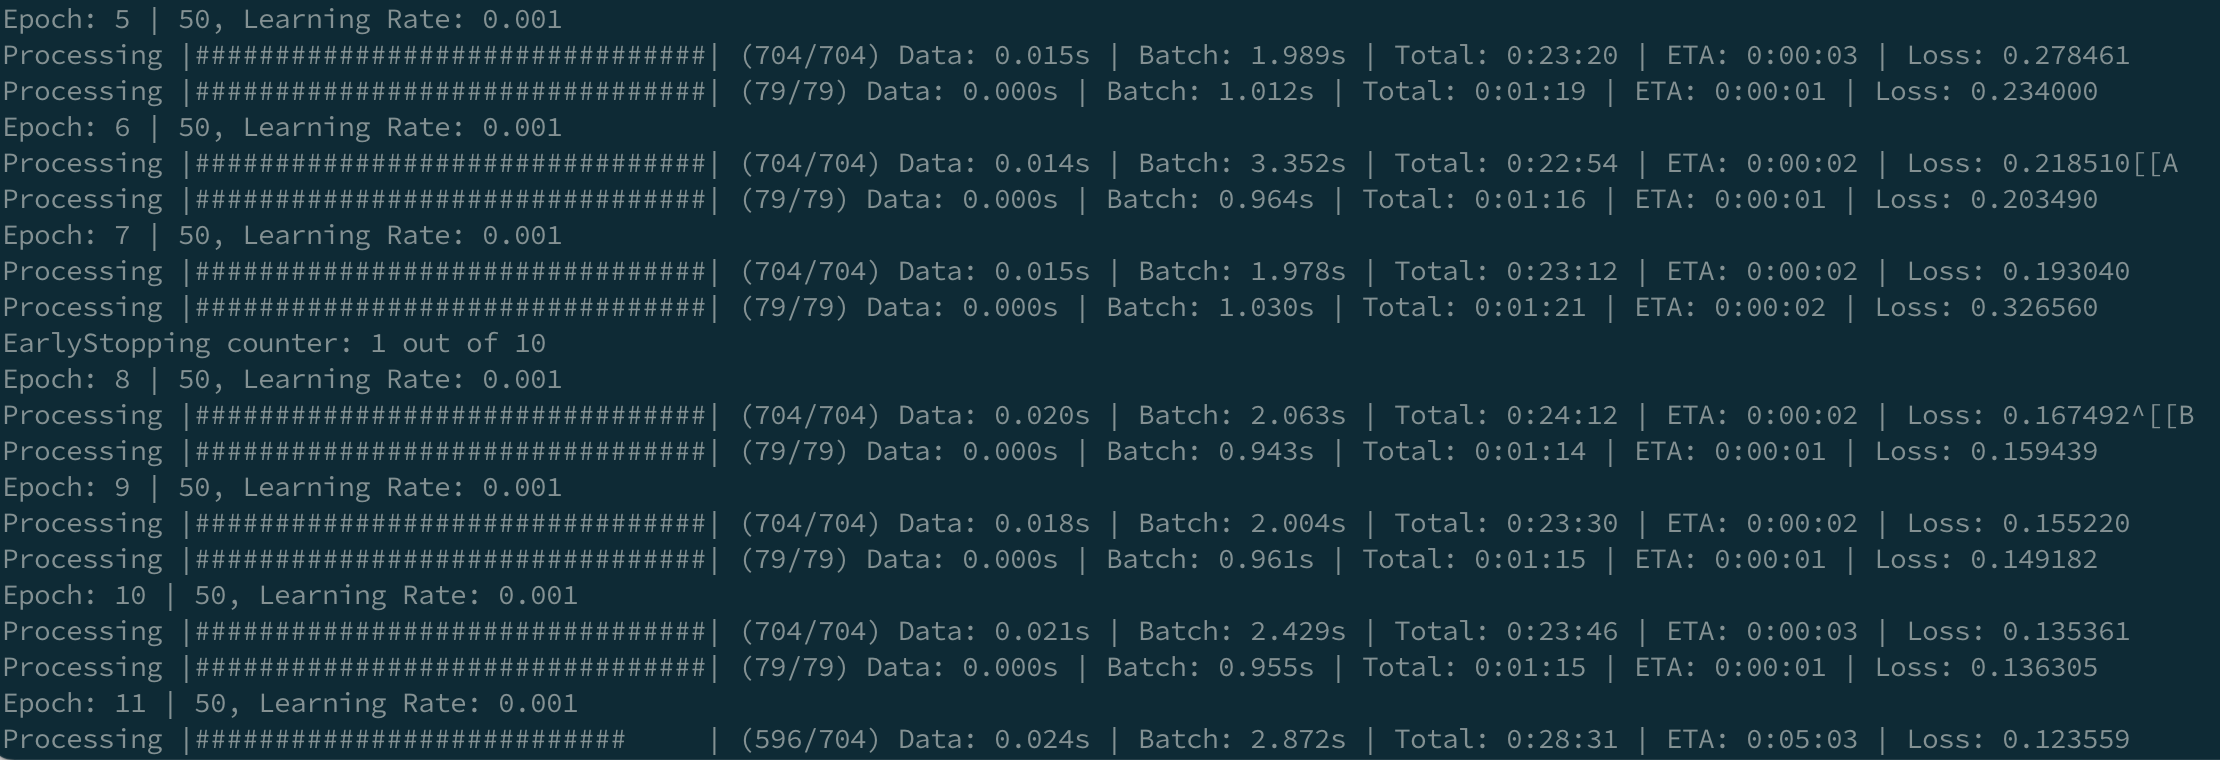 Epoch: 5 | 50, Learning Rate: 0.001
Processing |################################| (704/704) Data: 0.015s | Batch: 1.989s | Total: 0:23:20 | ETA: 0:00:03 | Loss: 0.278461
Processing |################################| (79/79) Data: 0.000s | Batch: 1.012s | Total: 0:01:19 | ETA: 0:00:01 | Loss: 0.234000
Epoch: 6 | 50, Learning Rate: 0.001
Processing |################################| (704/704) Data: 0.014s | Batch: 3.352s | Total: 0:22:54 | ETA: 0:00:02 | Loss: 0.218510[[A
Processing |################################| (79/79) Data: 0.000s | Batch: 0.964s | Total: 0:01:16 | ETA: 0:00:01 | Loss: 0.203490
Epoch: 7 | 50, Learning Rate: 0.001
Processing |################################| (704/704) Data: 0.015s | Batch: 1.978s | Total: 0:23:12 | ETA: 0:00:02 | Loss: 0.193040
Processing |################################| (79/79) Data: 0.000s | Batch: 1.030s | Total: 0:01:21 | ETA: 0:00:02 | Loss: 0.326560
EarlyStopping counter: 1 out of 10
Epoch: 8 | 50, Learning Rate: 0.001
Processing |################################| (704/704) Data: 0.020s | Batch: 2.063s | Total: 0:24:12 | ETA: 0:00:02 | Loss: 0.167492^[[B
Processing |################################| (79/79) Data: 0.000s | Batch: 0.943s | Total: 0:01:14 | ETA: 0:00:01 | Loss: 0.159439
Epoch: 9 | 50, Learning Rate: 0.001
Processing |################################| (704/704) Data: 0.018s | Batch: 2.004s | Total: 0:23:30 | ETA: 0:00:02 | Loss: 0.155220
Processing |################################| (79/79) Data: 0.000s | Batch: 0.961s | Total: 0:01:15 | ETA: 0:00:01 | Loss: 0.149182
Epoch: 10 | 50, Learning Rate: 0.001
Processing |################################| (704/704) Data: 0.021s | Batch: 2.429s | Total: 0:23:46 | ETA: 0:00:03 | Loss: 0.135361
Processing |################################| (79/79) Data: 0.000s | Batch: 0.955s | Total: 0:01:15 | ETA: 0:00:01 | Loss: 0.136305
Epoch: 11 | 50, Learning Rate: 0.001
Processing |###########################     | (596/704) Data: 0.024s | Batch: 2.872s | Total: 0:28:31 | ETA: 0:05:03 | Loss: 0.123559